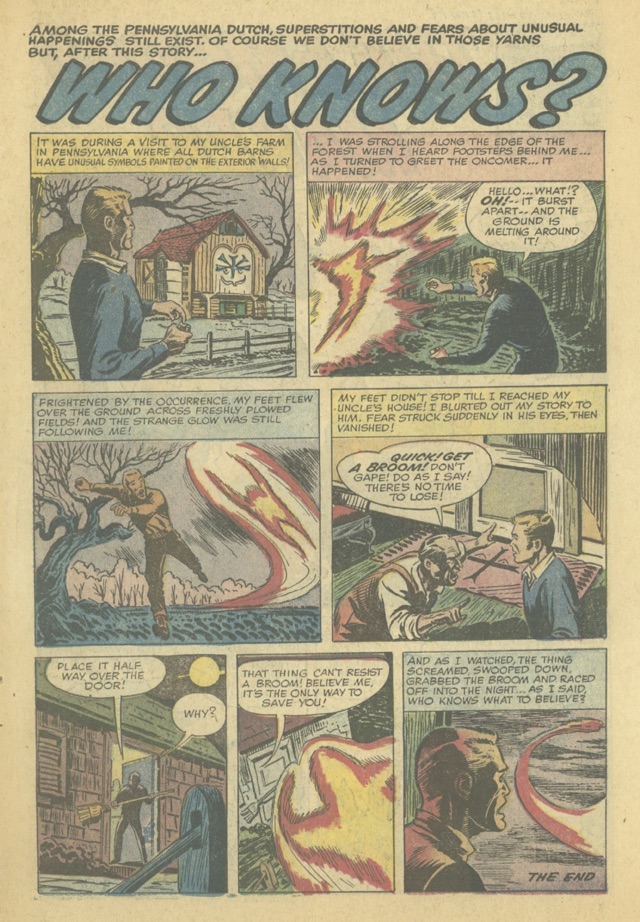 AMONG THE PENNSYLVANIA DUTCH, SUPERSTITIONS AND FEARS ABOUT UNUSUAL
HAPPENINGS STILL EXIST. OF COURSE WE DON'T BELIEVE IN THOSE YARNS
BUT, AFTER THIS STORY...
WHO KNOWS?
IT WAS DURING A VISIT TO MY UNCLE'S FARM
IN PENNSYLVANIA WHERE ALL DUTCH BARNS
HAVE UNUSUAL SYMBOLS PAINTED ON THE EXTERIOR WALLS!
... I WAS STROLLING ALONG THE EDGE OF THE
FOREST WHEN I HEARD FOOTSTEPS BEHIND ME...
AS I TURNED TO GREET THE ONCOMER... IT
HAPPENED!
HELLO...WHAT!?
OH!-- IT BURST
APART-- AND THE
GROUND IS
MELTING AROUND
IT!
FRIGHTENED BY THE OCCURRENCE, MY FEET FLEW
OVER THE GROUND ACROSS FRESHLY PLOWED
FIELDS! AND THE STRANGE GLOW WAS STILL
FOLLOWING ME!
MY FEET DIDN'T STOP TILL I REACHED MY
UNCLE'S HOUSE! I BLURTED OUT MY STORY TO
HIM. FEAR STRUCK SUDDENLY IN HIS EYES, THEN
VANISHED!
QUICK! GET
A BROOM! DON'T
GAPE! DO AS I SAY!
THERE'S NO TIME
TO LOSE!
PLACE IT HALF
WAY OVER THE
DOOR!
WHY?
THAT THING CAN'T RESIST
A BROOM! BELIEVE ME,
IT'S THE ONLY WAY TO
SAVE YOU!
AND AS I WATCHED, THE THING
SCREAMED, SWOOPED DOWN,
GRABBED THE BROOM AND RACED
OFF INTO THE NIGHT... AS I SAID,
WHO KNOWS WHAT TO BELIEVE?
THE END